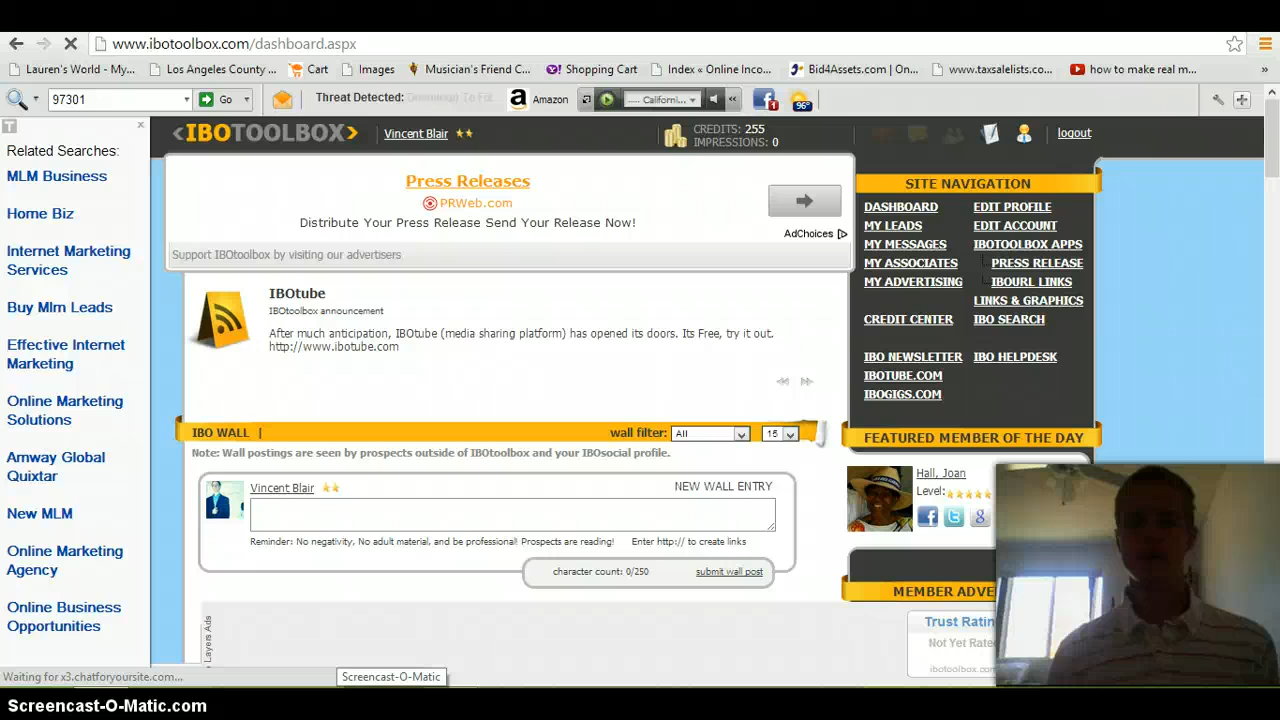 www.ibotoolbox.com/dashboard.aspx
Lauren's World - My... Los Angeles County ... Cart Images Musician's Friend C... Shopping Cart Index « Online Inco... Bid4Assets.com | On... www.taxsalelists.co... how to make real m... »
97301 Go Threat Detected: Amazon .... Californi... « 1 96°
T x
Related Searches:
MLM Business
Home Biz
Internet Marketing
Services
Buy Mlm Leads
Effective Internet
Marketing
Online Marketing
Solutions
Amway Global
Quixtar
New MLM
Online Marketing
Agency
Online Business
Opportunities
<IBOTOOLBOX> Vincent Blair
CREDITS: 255
IMPRESSIONS: 0
logout
Press Releases
PRWeb.com
Distribute Your Press Release Send Your Release Now!
AdChoices
Support IBOtoolbox by visiting our advertisers
IBOtube
IBOtoolbox announcement
After much anticipation, IBOtube (media sharing platform) has opened its doors. Its Free, try it out.
http://www.ibotube.com
IBO WALL | wall filter: All 15
Note: Wall postings are seen by prospects outside of IBOtoolbox and your IBOsocial profile.
Vincent Blair NEW WALL ENTRY
Reminder: No negativity, No adult material, and be professional! Prospects are reading! Enter http:// to create links
character count: 0/250 submit wall post
Layers Ads
SITE NAVIGATION
DASHBOARD EDIT PROFILE
MY LEADS EDIT ACCOUNT
MY MESSAGES IBOTOOLBOX APPS
MY ASSOCIATES PRESS RELEASE
MY ADVERTISING IBOURL LINKS
LINKS & GRAPHICS
CREDIT CENTER IBO SEARCH
IBO NEWSLETTER IBO HELPDESK
IBOTUBE.COM
IBOGIGS.COM
FEATURED MEMBER OF THE DAY
Hall, Joan
Level:
MEMBER ADVE
Trust Ratin
Not Yet Rate
ibotoolbox.com
Waiting for x3.chatforyoursite.com...
Screencast-O-Matic
Screencast-O-Matic.com